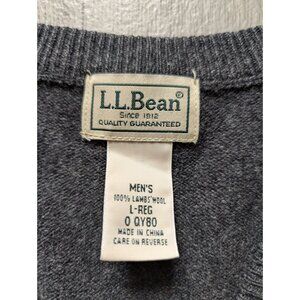 L.L.Bean®
Since 1912
QUALITY GUARANTEED
MEN'S
100% LAMBS' WOOL
L-REG
0 QY80
MADE IN CHINA
CARE ON REVERSE